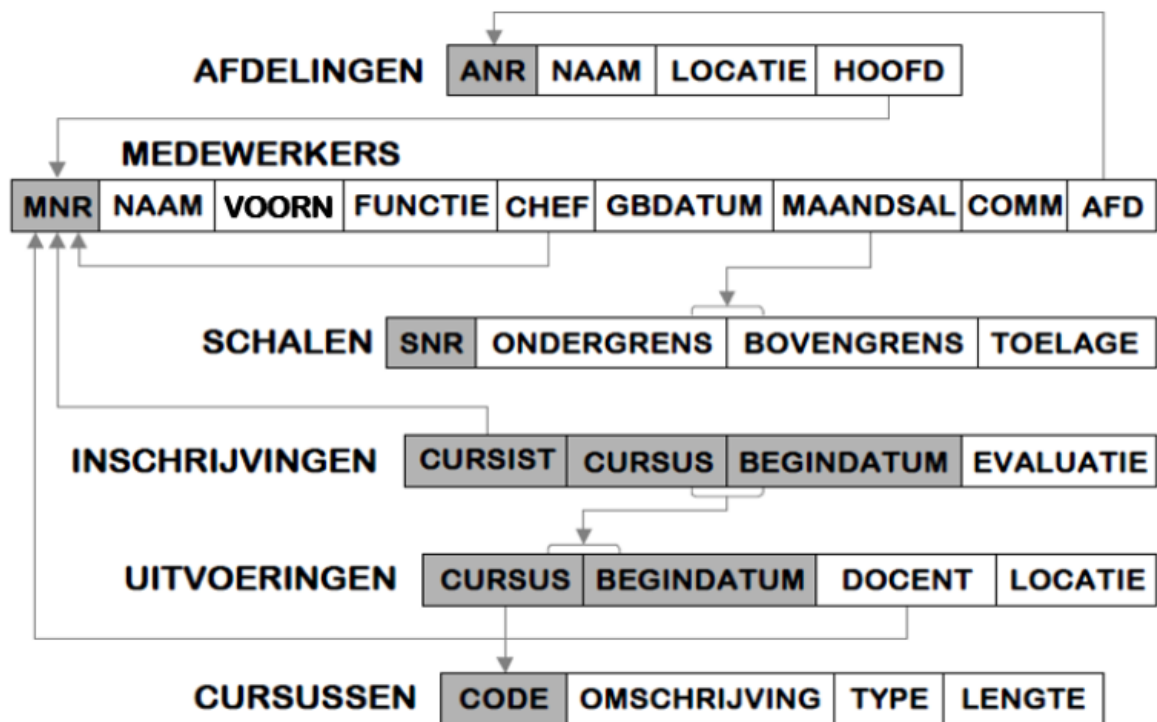 AFDELINGEN ANR NAAM LOCATIE HOOFD
MEDEWERKERS
MNR NAAM VOORN FUNCTIE CHEF GBDATUM MAANDSAL COMM AFD
SCHALEN SNR ONDERGRENS BOVENGRENS TOELAGE
INSCHRIJVINGEN CURSIST CURSUS BEGINDATUM EVALUATIE
UITVOERINGEN CURSUS BEGINDATUM DOCENT LOCATIE
CURSUSSEN CODE OMSCHRIJVING TYPE LENGTE